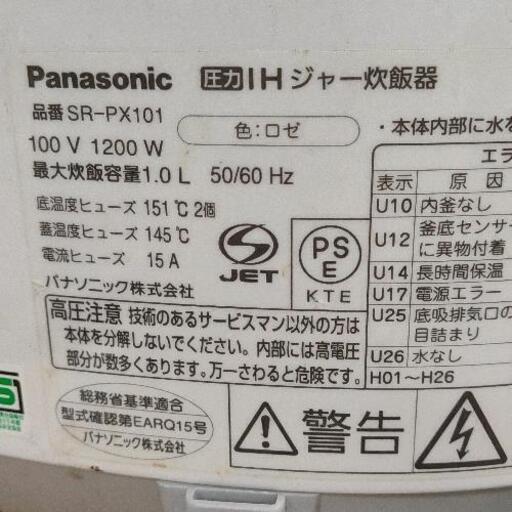 Panasonic 圧力IHジャー炊飯器
品番 SR-PX101
100 V 1200 W
色:ロゼ
最大炊飯容量1.0 L 50/60 Hz
底温度ヒューズ 151℃ 2個
蓋温度ヒューズ 145℃
電流ヒューズ 15 A
パナソニック株式会社
JET
PS
E
KTE
高圧注意 技術のあるサービスマン以外の方は
本体を分解しないでください。内部には高電圧
部分が数多くあります。万一さわると危険です。
総務省基準適合
型式確認第EARQ15号
パナソニック株式会社
警告
・本体内部に水を
エラ
表示 原因
U10 内釜なし
U12 釜底センサー
に異物付着
U14 長時間保温
U17 電源エラー
U25 底吸排気口の
目詰まり
U26 水なし
H01~H26